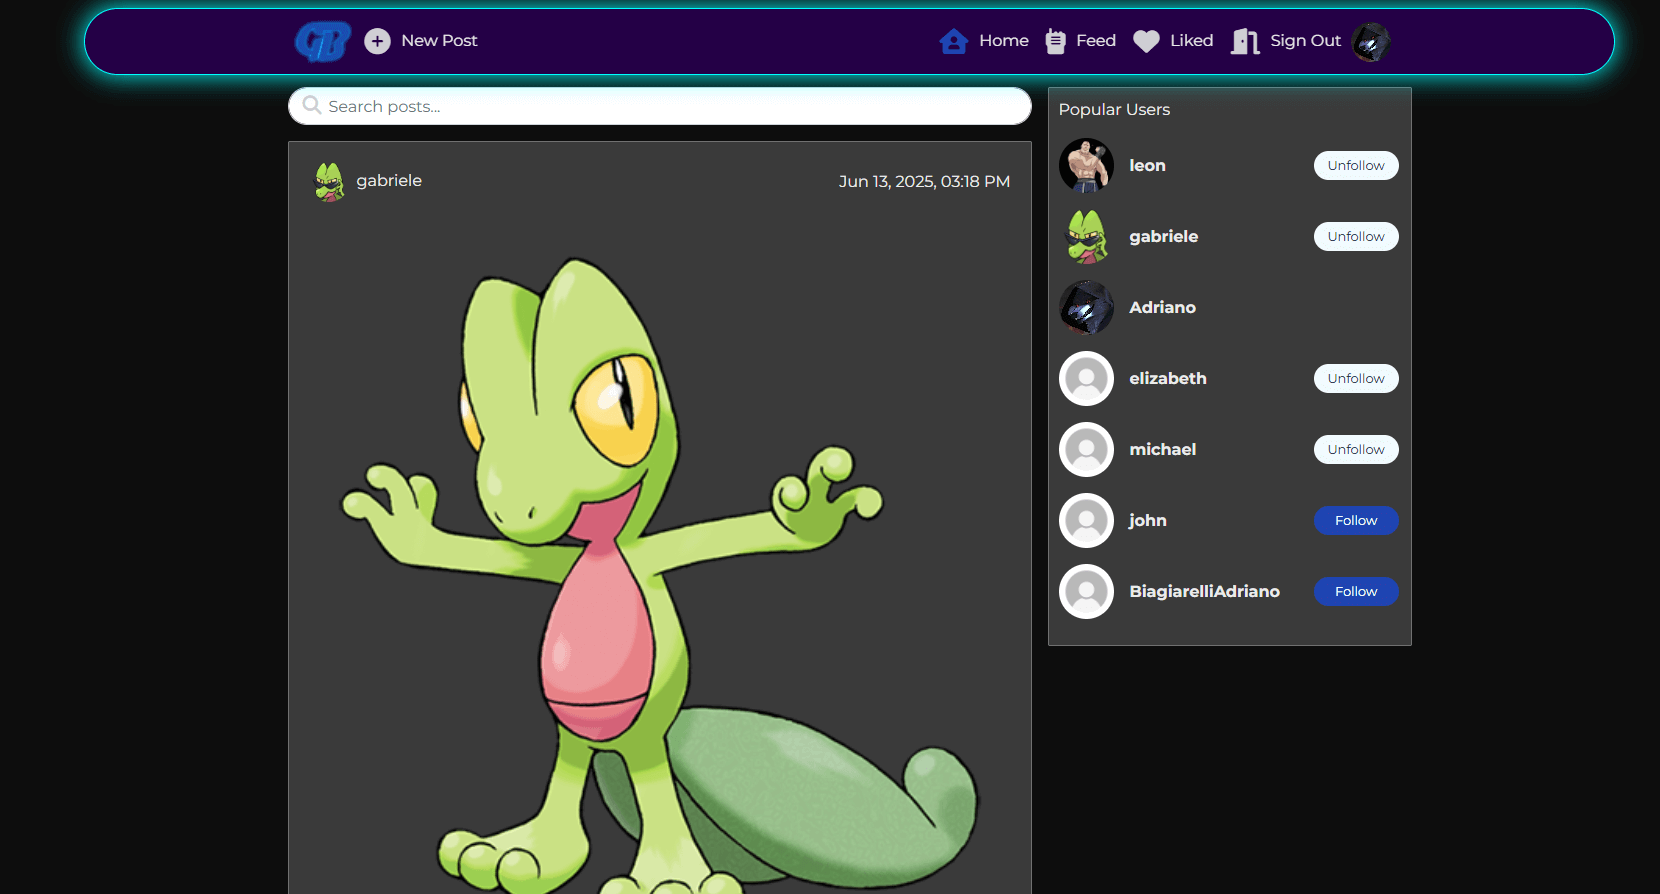 GB
New Post
Home
Feed
Liked
Sign Out
Search posts...
gabriele
Jun 13, 2025, 03:18 PM
Popular Users
leon
Unfollow
gabriele
Unfollow
Adriano
elizabeth
Unfollow
michael
Unfollow
john
Follow
BiagiarelliAdriano
Follow